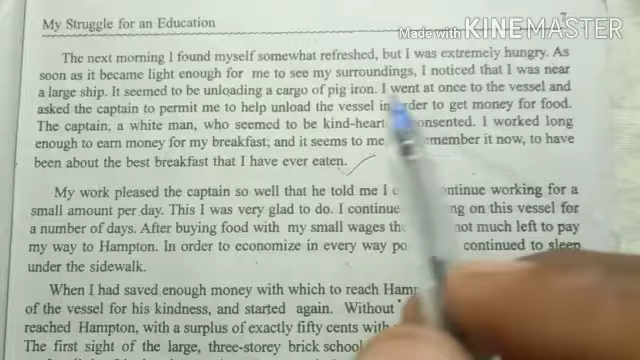 My Struggle for an Education
7
Made with KINEMASTER
The next morning I found myself somewhat refreshed, but I was extremely hungry. As
soon as it became light enough for me to see my surroundings, I noticed that I was near
a large ship. It seemed to be unloading a cargo of pig iron. I went at once to the vessel and
asked the captain to permit me to help unload the vessel in order to get money for food.
The captain, a white man, who seemed to be kind-heart consented. I worked long
enough to earn money for my breakfast; and it seems to me remember it now, to have
been about the best breakfast that I have ever eaten.
My work pleased the captain so well that he told me I continue working for a
small amount per day. This I was very glad to do. I continue ng on this vessel for
a number of days. After buying food with my small wages not much left to pay
my way to Hampton. In order to economize in every way continued to sleep
under the sidewalk.
When I had saved enough money with which to reach
of the vessel for his kindness, and started again. Without
reached Hampton, with a surplus of exactly fifty cents with
The first sight of the large, three-storey brick school